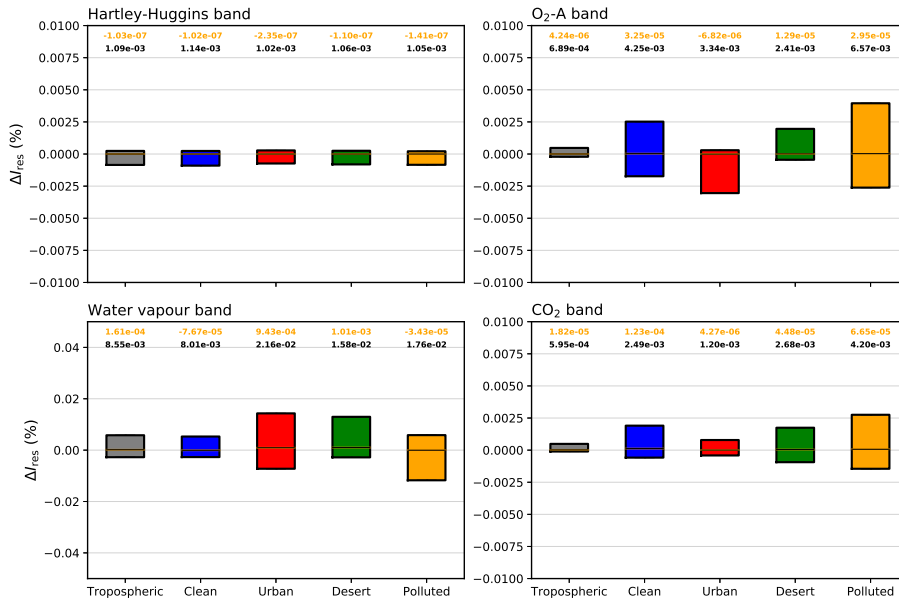 Hartley-Huggins band
-1.03e-07 -1.02e-07 -2.35e-07 -1.10e-07 -1.41e-07
1.09e-03 1.14e-03 1.02e-03 1.06e-03 1.05e-03
0.0100
0.0075
0.0050
0.0025
0.0000
−0.0025
−0.0050
−0.0075
−0.0100
ΔI_res (%)
O₂-A band
4.24e-06 3.25e-05 -6.82e-06 1.29e-05 2.95e-05
6.89e-04 4.25e-03 3.34e-03 2.41e-03 6.57e-03
0.0100
0.0075
0.0050
0.0025
0.0000
−0.0025
−0.0050
−0.0075
−0.0100
Water vapour band
1.61e-04 -7.67e-05 9.43e-04 1.01e-03 -3.43e-05
8.55e-03 8.01e-03 2.16e-02 1.58e-02 1.76e-02
0.04
0.02
0.00
−0.02
−0.04
ΔI_res (%)
Tropospheric Clean Urban Desert Polluted
CO₂ band
1.82e-05 1.23e-04 4.27e-06 4.48e-05 6.65e-05
5.95e-04 2.49e-03 1.20e-03 2.68e-03 4.20e-03
0.0100
0.0075
0.0050
0.0025
0.0000
−0.0025
−0.0050
−0.0075
−0.0100
Tropospheric Clean Urban Desert Polluted